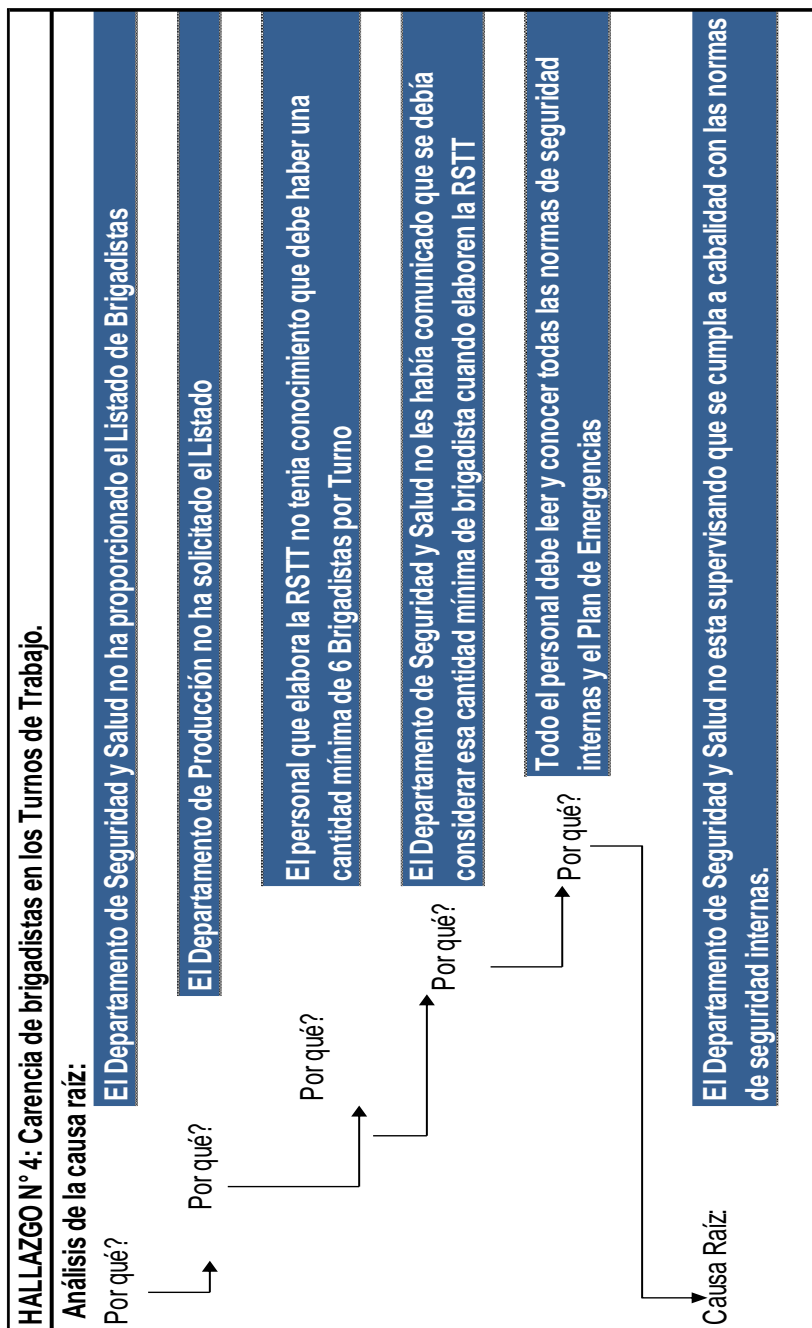 HALLAZGO N° 4: Carencia de brigadistas en los Turnos de Trabajo.
Análisis de la causa raíz:
Por qué?
El Departamento de Seguridad y Salud no ha proporcionado el Listado de Brigadistas
Por qué?
El Departamento de Producción no ha solicitado el Listado
Por qué?
El personal que elabora la RSTT no tenia conocimiento que debe haber una
cantidad mínima de 6 Brigadistas por Turno
Por qué?
El Departamento de Seguridad y Salud no les había comunicado que se debía
considerar esa cantidad mínima de brigadista cuando elaboren la RSTT
Por qué?
Todo el personal debe leer y conocer todas las normas de seguridad
internas y el Plan de Emergencias
Causa Raíz:
El Departamento de Seguridad y Salud no esta supervisando que se cumpla a cabalidad con las normas
de seguridad internas.